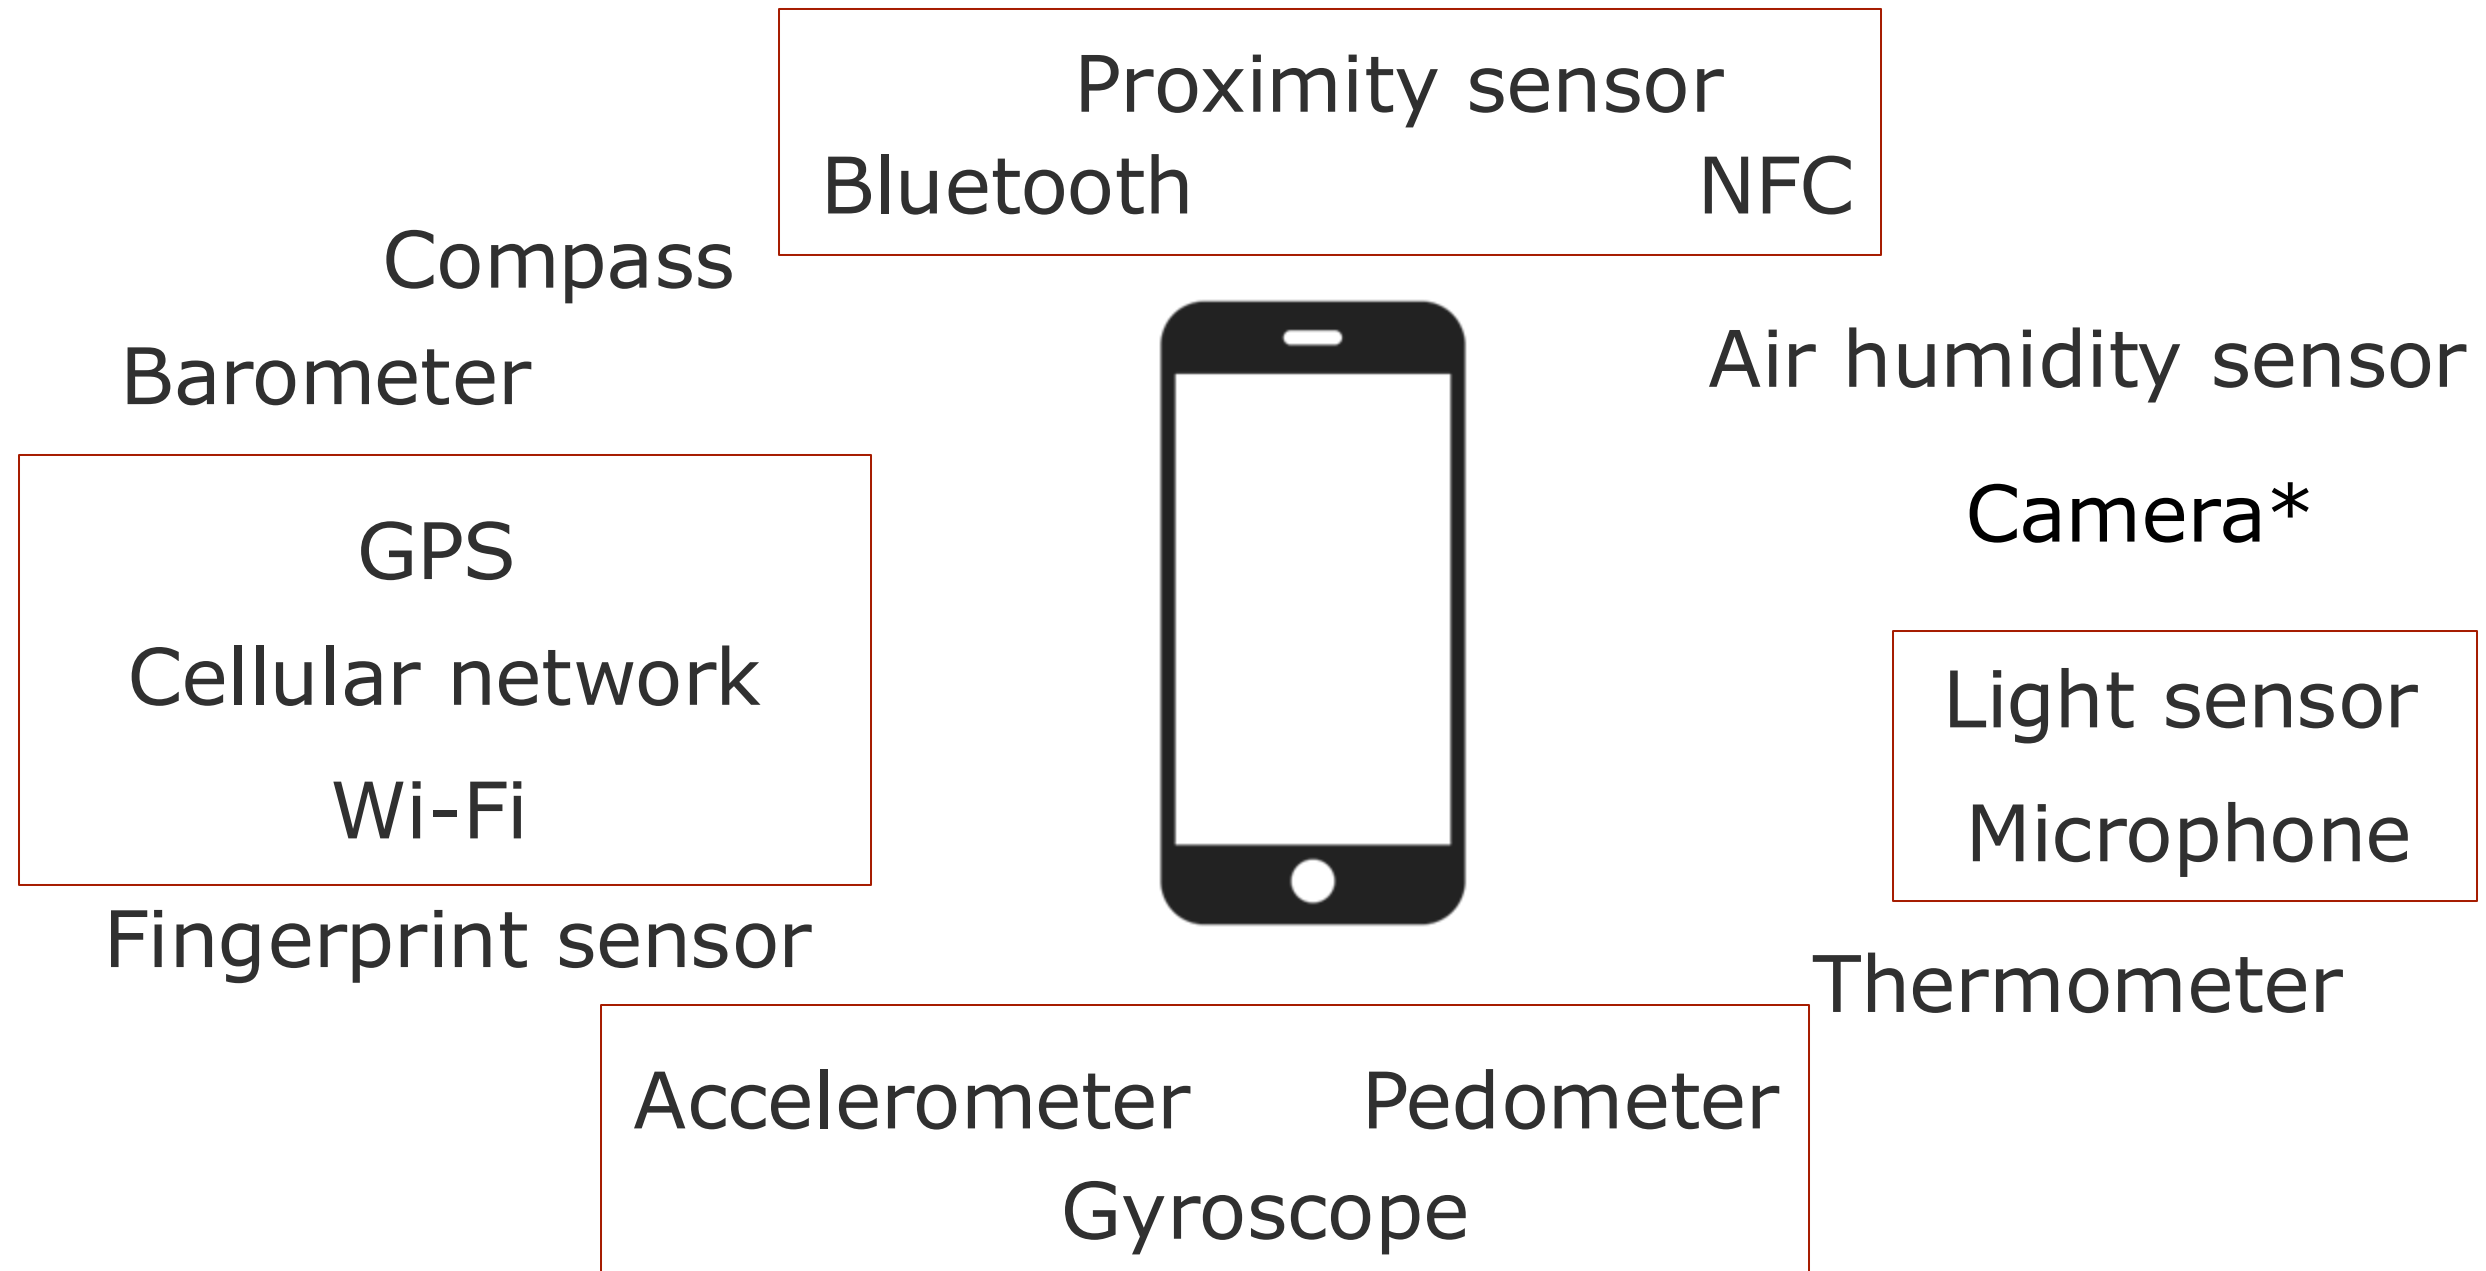 Proximity sensor
Bluetooth NFC
Compass
Barometer
Air humidity sensor
GPS
Camera*
Cellular network
Light sensor
Wi-Fi
Microphone
Fingerprint sensor
Thermometer
Accelerometer Pedometer
Gyroscope